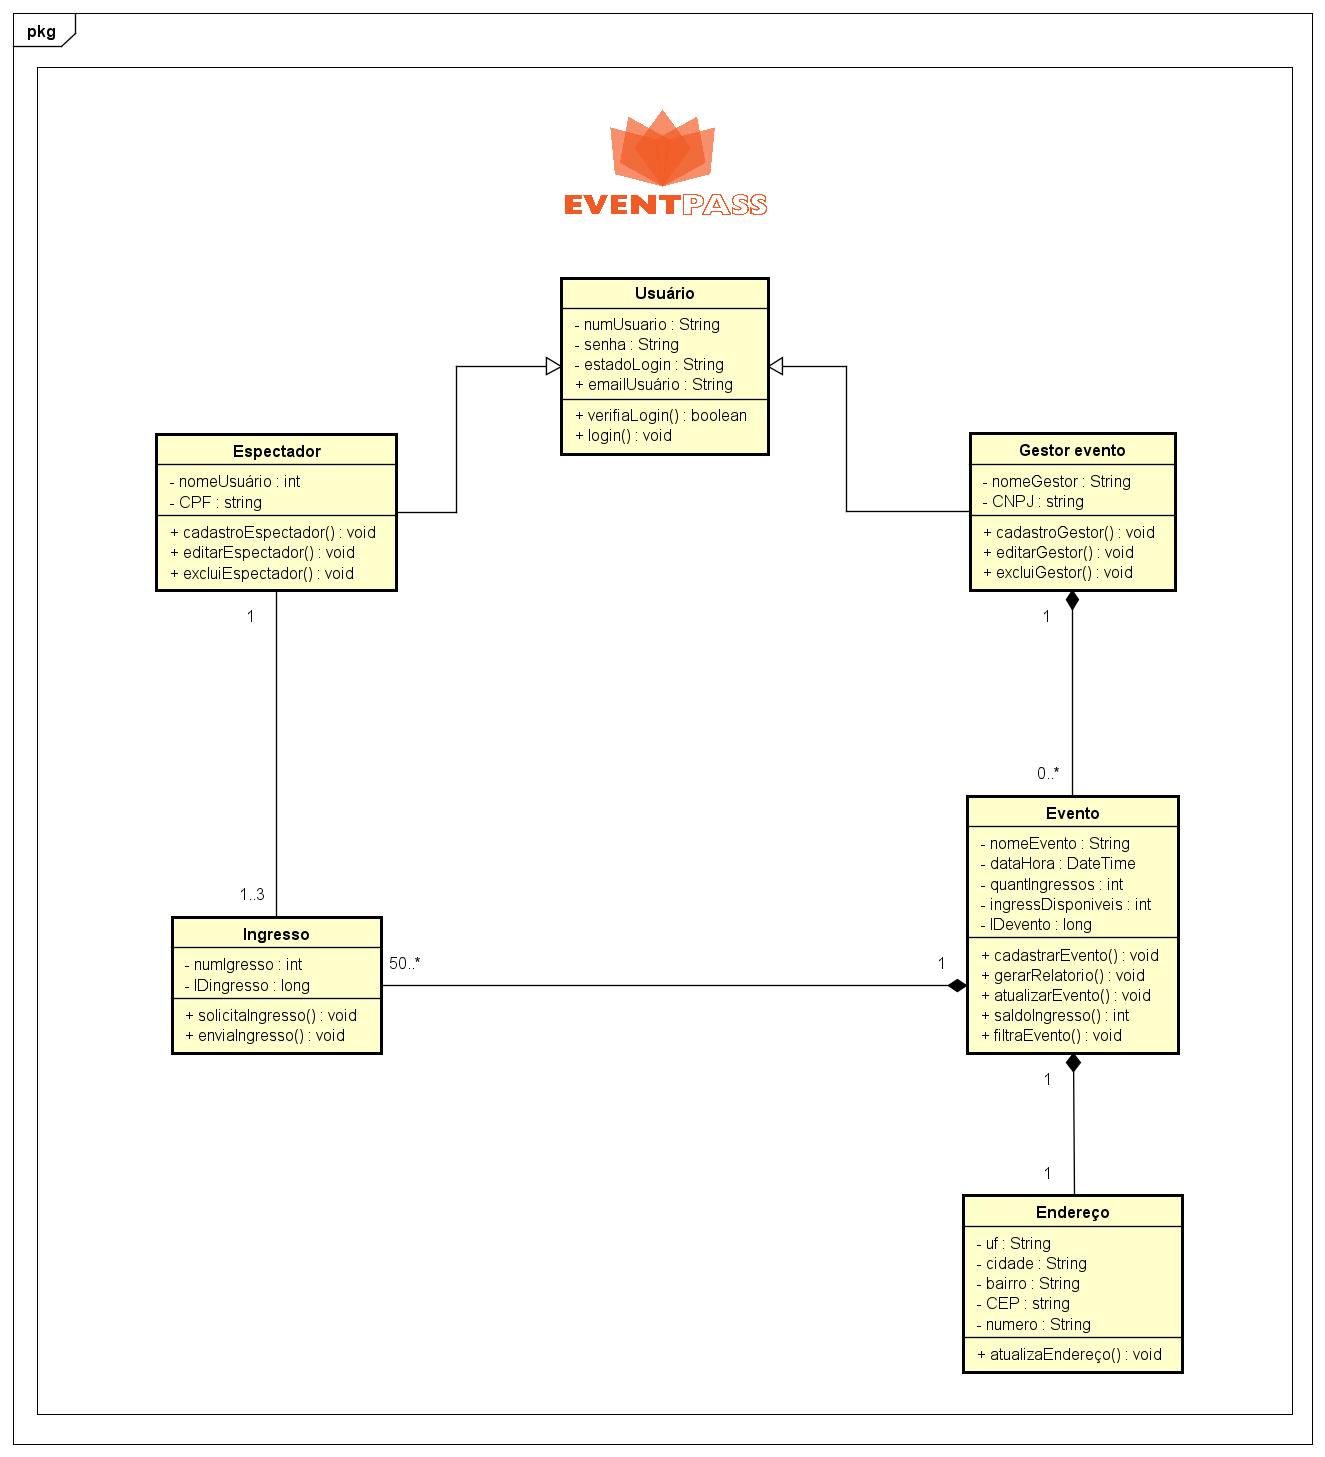 pkg
EVENTPASS
Usuário
- numUsuario : String
- senha : String
- estadoLogin : String
+ emailUsuário : String
+ verifiaLogin() : boolean
+ login() : void
Espectador
- nomeUsuário : int
- CPF : string
+ cadastroEspectador() : void
+ editarEspectador() : void
+ excluiEspectador() : void
Gestor evento
- nomeGestor : String
- CNPJ : string
+ cadastroGestor() : void
+ editarGestor() : void
+ excluiGestor() : void
1
1
0..*
1..3
Evento
- nomeEvento : String
- dataHora : DateTime
- quantIngressos : int
- ingressDisponiveis : int
- IDevento : long
+ cadastrarEvento() : void
+ gerarRelatorio() : void
+ atualizarEvento() : void
+ saldoIngresso() : int
+ filtraEvento() : void
Ingresso
- numIgresso : int
- IDingresso : long
+ solicitaIngresso() : void
+ enviaIngresso() : void
50..*
1
1
1
Endereço
- uf : String
- cidade : String
- bairro : String
- CEP : string
- numero : String
+ atualizaEndereço() : void